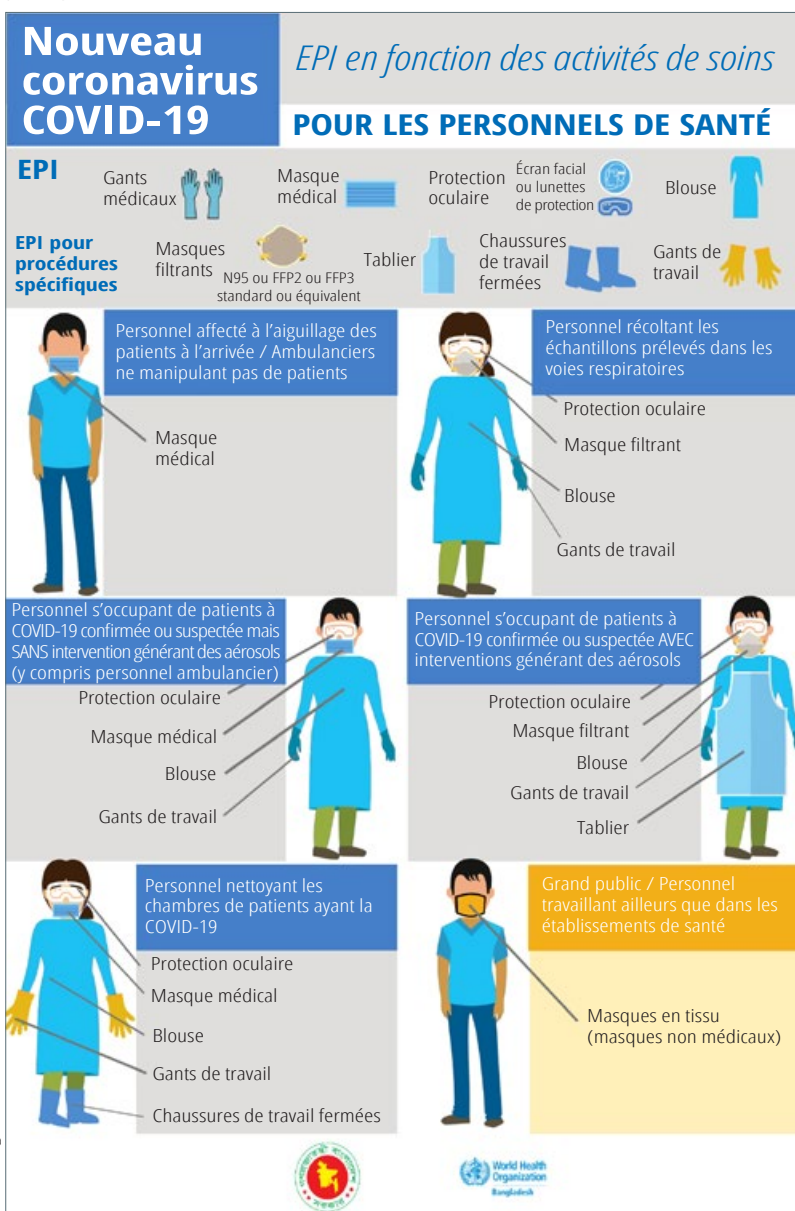 Nouveau
coronavirus
COVID-19
EPI en fonction des activités de soins
POUR LES PERSONNELS DE SANTÉ
EPI
Gants
médicaux
Masque
médical
Protection
oculaire
Écran facial
ou lunettes
de protection
Blouse
EPI pour
procédures
spécifiques
Masques
filtrants
N95 ou FFP2 ou FFP3
standard ou équivalent
Tablier
Chaussures
de travail
fermées
Gants de
travail
Personnel affecté à l'aiguillage des
patients à l'arrivée / Ambulanciers
ne manipulant pas de patients
Masque
médical
Personnel récoltant les
échantillons prélevés dans les
voies respiratoires
Protection oculaire
Masque filtrant
Blouse
Gants de travail
Personnel s'occupant de patients à
COVID-19 confirmée ou suspectée mais
SANS intervention générant des aérosols
(y compris personnel ambulancier)
Protection oculaire
Masque médical
Blouse
Gants de travail
Personnel s'occupant de patients à
COVID-19 confirmée ou suspectée AVEC
interventions générant des aérosols
Protection oculaire
Masque filtrant
Blouse
Gants de travail
Tablier
Personnel nettoyant les
chambres de patients ayant la
COVID-19
Protection oculaire
Masque médical
Blouse
Gants de travail
Chaussures de travail fermées
Grand public / Personnel
travaillant ailleurs que dans les
établissements de santé
Masques en tissu
(masques non médicaux)
World Health
Organization
Bangladesh